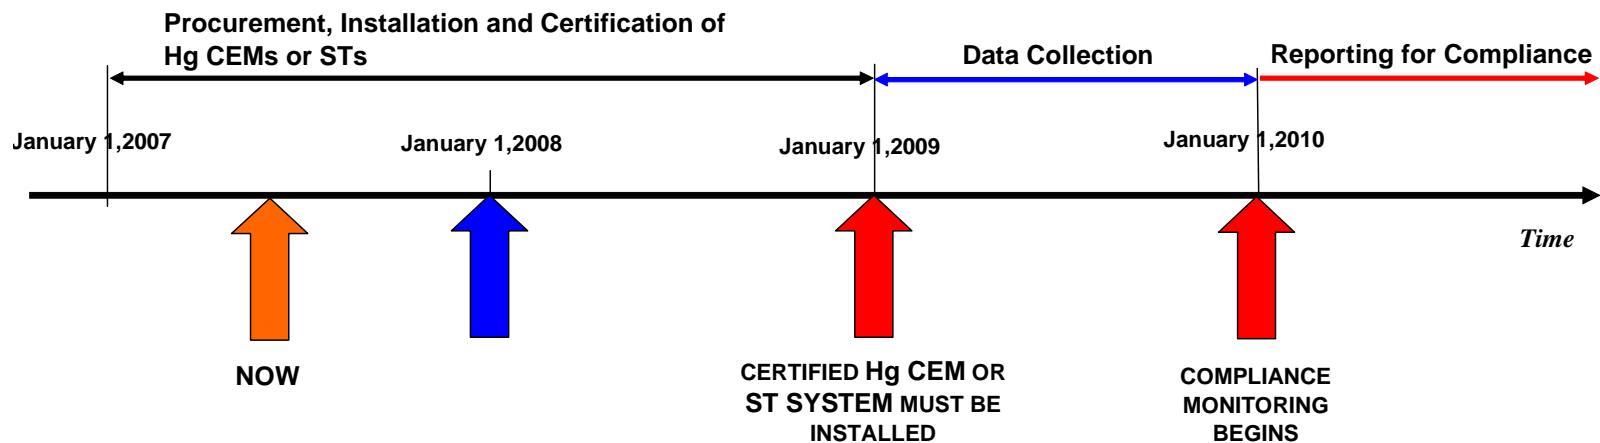 Procurement, Installation and Certification of
Hg CEMs or STs
Data Collection
Reporting for Compliance
January 1,2007
January 1,2008
January 1,2009
January 1,2010
Time
NOW
CERTIFIED Hg CEM OR
ST SYSTEM MUST BE
INSTALLED
COMPLIANCE
MONITORING
BEGINS